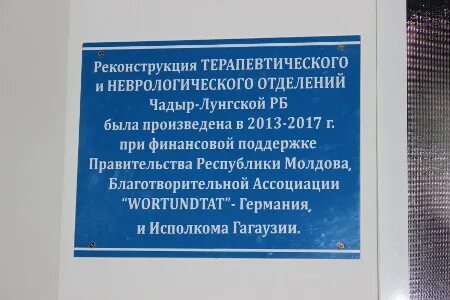 Реконструкция ТЕРАПЕВТИЧЕСКОГО
и НЕВРОЛОГИЧЕСКОГО ОТДЕЛЕНИЙ
Чадыр-Лунгской РБ
была произведена в 2013-2017 г.
при финансовой поддержке
Правительства Республики Молдова,
Благотворительной Ассоциации
“WORTUNDTAT”- Германия,
и Исполкома Гагаузии.